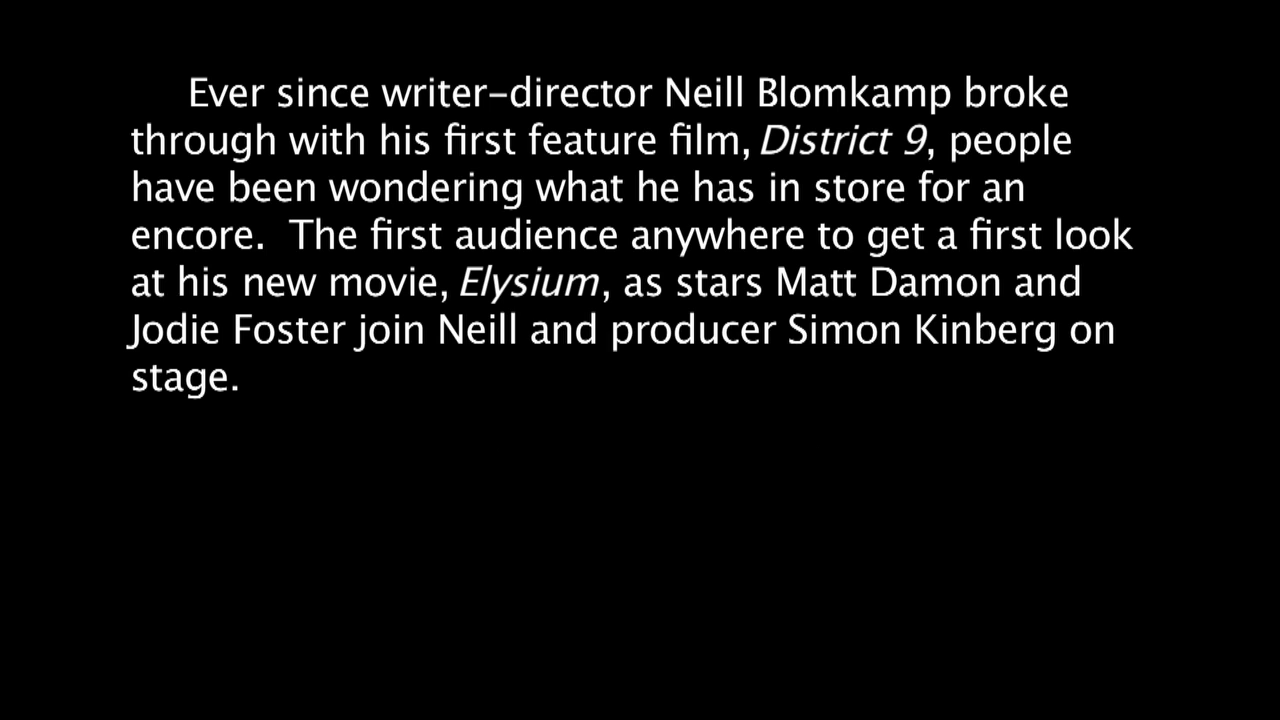 Ever since writer-director Neill Blomkamp broke
through with his first feature film, District 9, people
have been wondering what he has in store for an
encore.  The first audience anywhere to get a first look
at his new movie, Elysium, as stars Matt Damon and
Jodie Foster join Neill and producer Simon Kinberg on
stage.